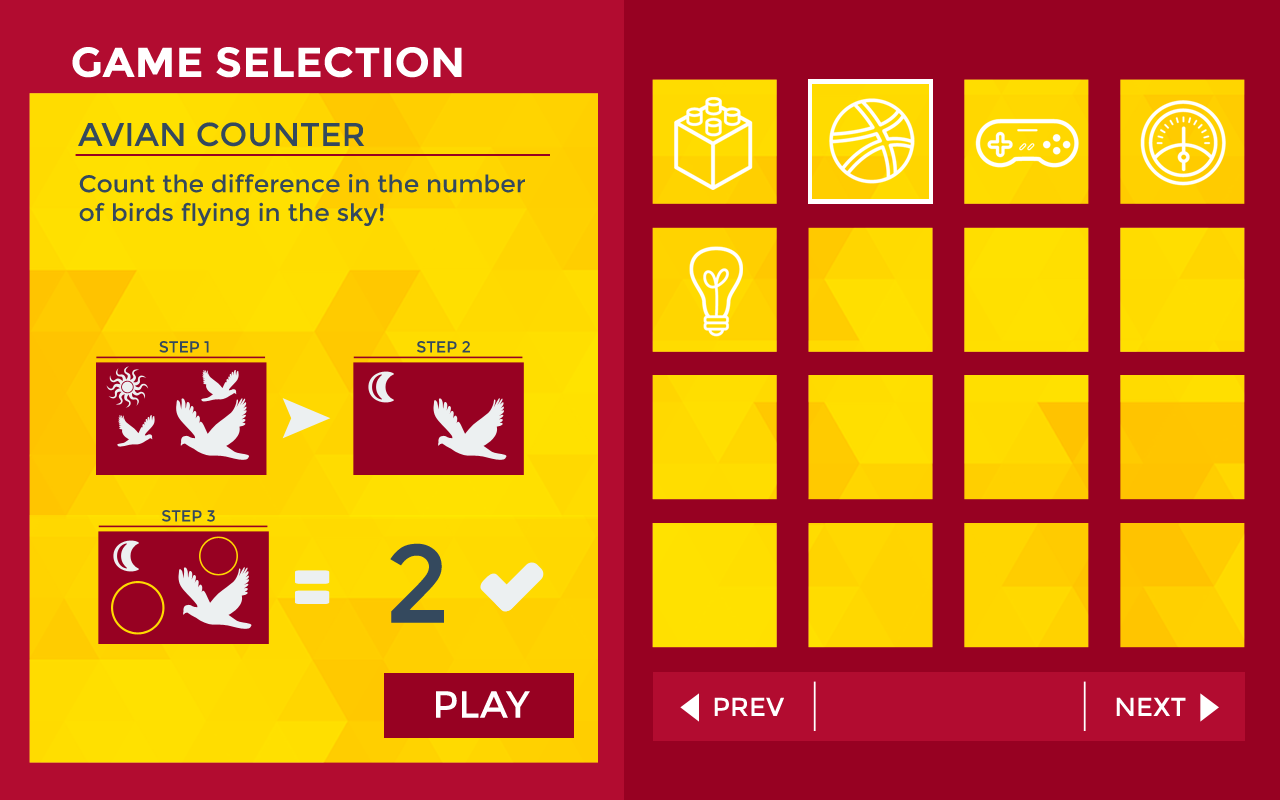 GAME SELECTION
AVIAN COUNTER
Count the difference in the number
of birds flying in the sky!
STEP 1
STEP 2
STEP 3
2
PLAY
PREV
NEXT